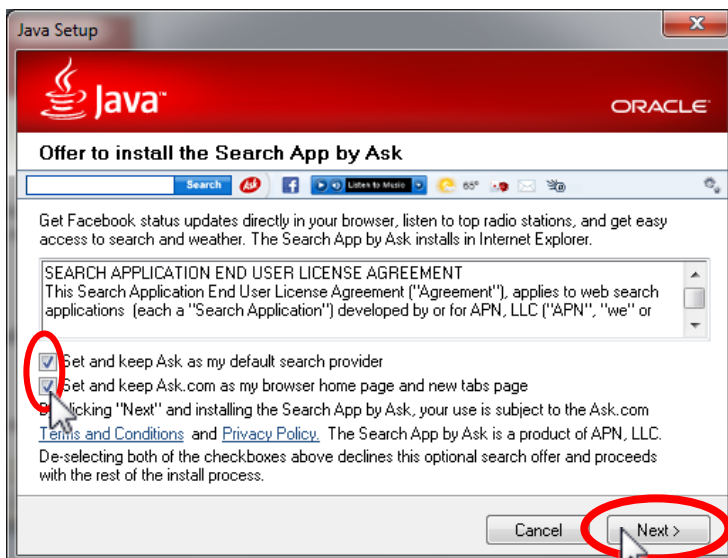 Java Setup
Java™
ORACLE
Offer to install the Search App by Ask
Search
Ask
f
Listen to Music
65°
@
Get Facebook status updates directly in your browser, listen to top radio stations, and get easy
access to search and weather. The Search App by Ask installs in Internet Explorer.
SEARCH APPLICATION END USER LICENSE AGREEMENT
This Search Application End User License Agreement ("Agreement"), applies to web search
applications (each a "Search Application") developed by or for APN, LLC ("APN", "we" or
Set and keep Ask as my default search provider
Set and keep Ask.com as my browser home page and new tabs page
By clicking "Next" and installing the Search App by Ask, your use is subject to the Ask.com
Terms and Conditions and Privacy Policy. The Search App by Ask is a product of APN, LLC.
De-selecting both of the checkboxes above declines this optional search offer and proceeds
with the rest of the install process.
Cancel
Next >